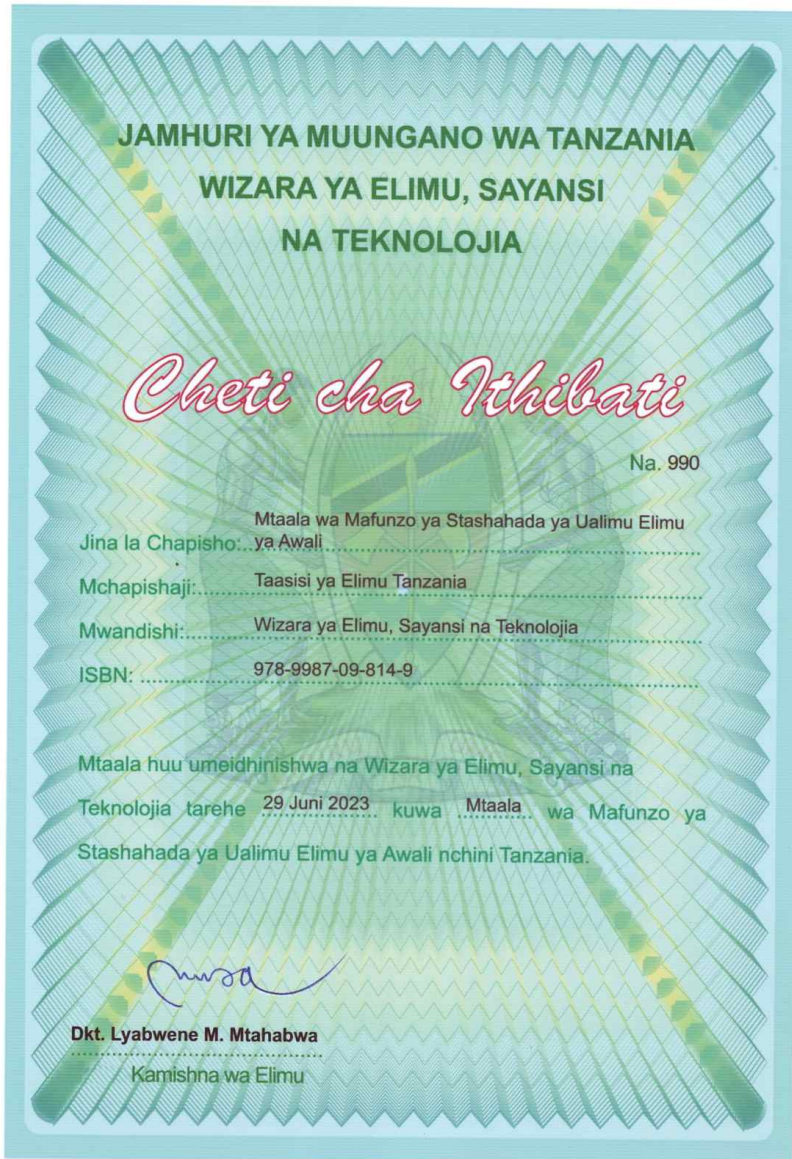 JAMHURI YA MUUNGANO WA TANZANIA
WIZARA YA ELIMU, SAYANSI
NA TEKNOLOJIA
Cheti cha Ithibati
Na. 990
Jina la Chapisho: Mtaala wa Mafunzo ya Stashahada ya Ualimu Elimu
ya Awali
Mchapishaji: Taasisi ya Elimu Tanzania
Mwandishi: Wizara ya Elimu, Sayansi na Teknolojia
ISBN: 978-9987-09-814-9
Mtaala huu umeidhinishwa na Wizara ya Elimu, Sayansi na
Teknolojia tarehe 29 Juni 2023 kuwa Mtaala wa Mafunzo ya
Stashahada ya Ualimu Elimu ya Awali nchini Tanzania.
Dkt. Lyabwene M. Mtahabwa
Kamishna wa Elimu